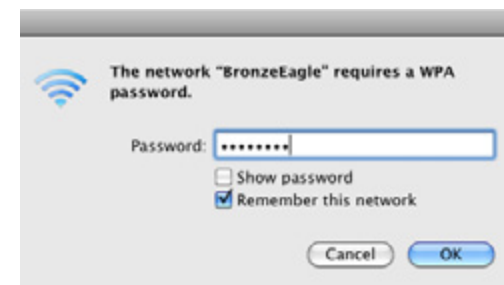 The network "BronzeEagle" requires a WPA
password.
Password: ••••••••
Show password
Remember this network
Cancel OK